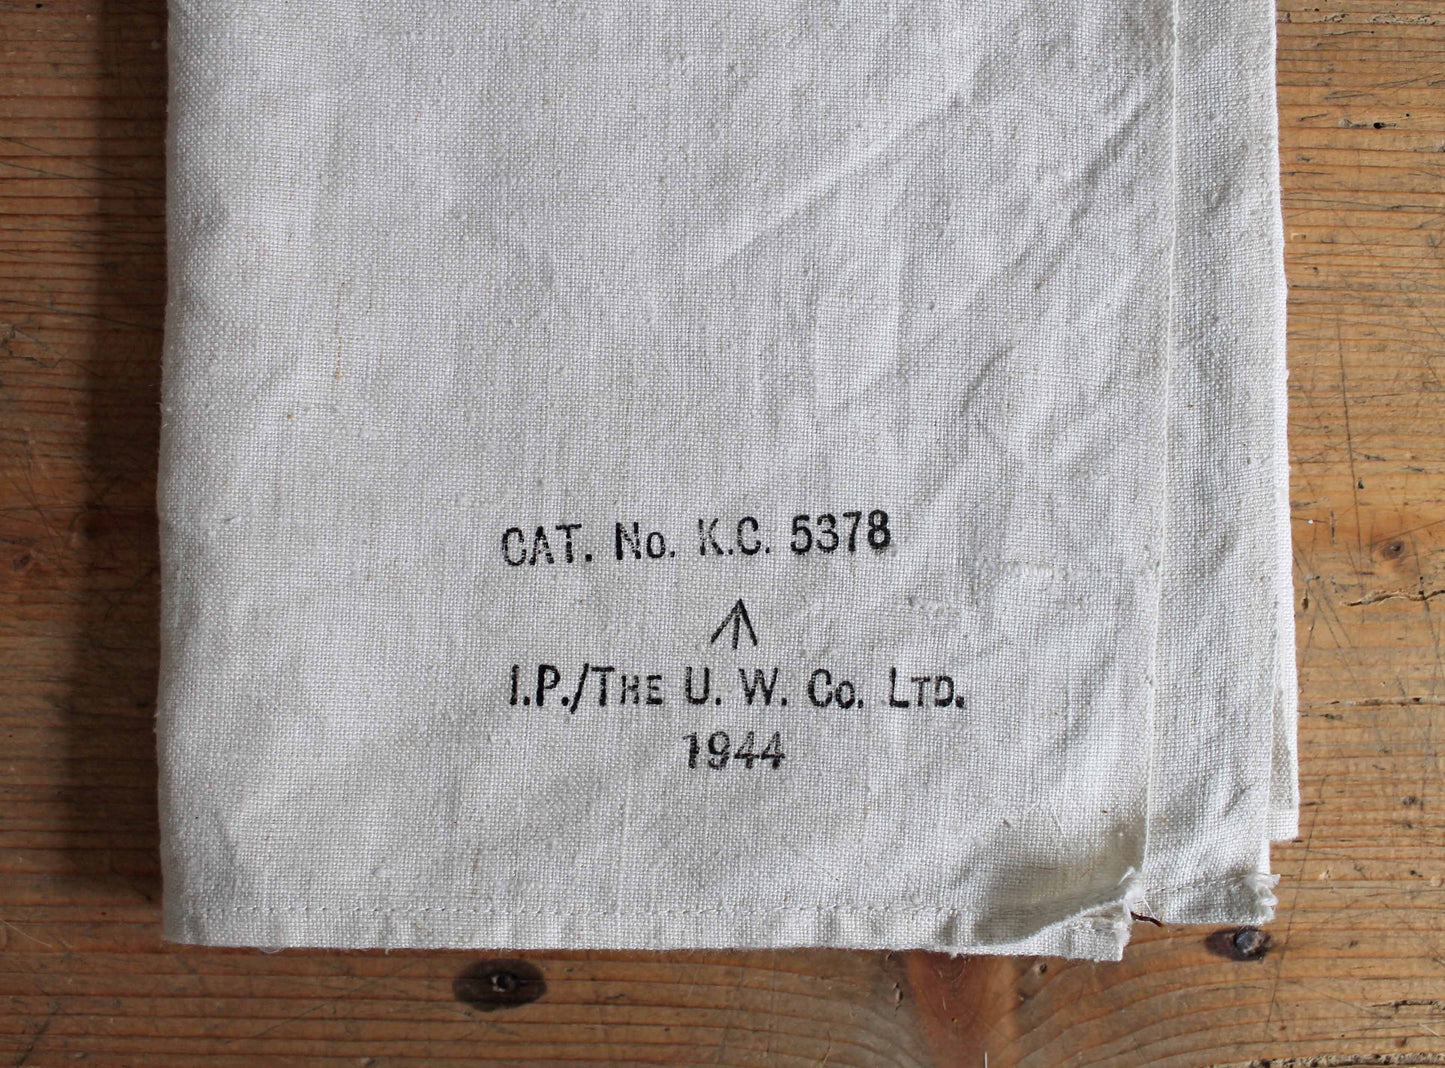 CAT. No. K.C. 5378
I.P./THE U. W. Co. LTD.
1944